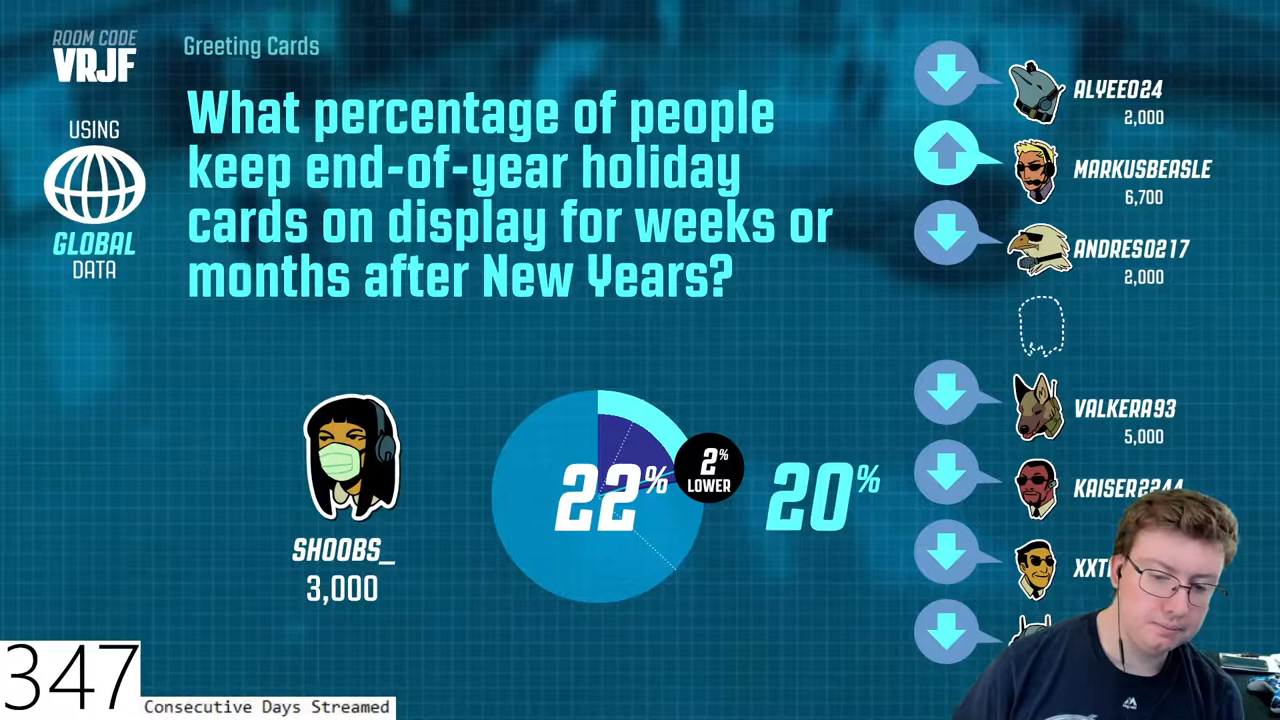 ROOM CODE
VRJF
USING
GLOBAL
DATA
Greeting Cards
What percentage of people
keep end-of-year holiday
cards on display for weeks or
months after New Years?
SHOOBS_
3,000
22%
2%
LOWER
20%
ALYEE024
2,000
MARKUSBEASLE
6,700
ANDRES0217
2,000
VALKERA93
5,000
KAISER2244
347
Consecutive Days Streamed